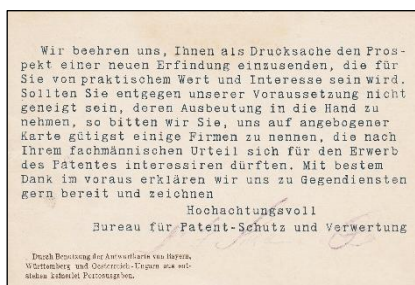 Wir beehren uns, Ihnen als Drucksache den Pros-
pekt einer neuen Erfindung einzusenden, die für
Sie von praktischem Wert und Interesse sein wird.
Sollten Sie entgegen unserer Voraussetzung nicht
geneigt sein, deren Ausbeutung in die Hand zu
nehmen, so bitten wir Sie, uns auf angebogener
Karte gütigst einige Firmen zu nennen, die nach
Ihrem fachmännischen Urteil sich für den Erwerb
des Patentes interessiren dürften. Mit bestem
Dank im voraus erklären wir uns zu Gegendiensten
gern bereit und zeichnen
Hochachtungsvoll
Bureau für Patent-Schutz und Verwertung
Durch Benutzung der Antwortkarte von Bayern,
Württemberg und Oesterreich-Ungarn aus ent-
stehen keinerlei Portoausgaben.